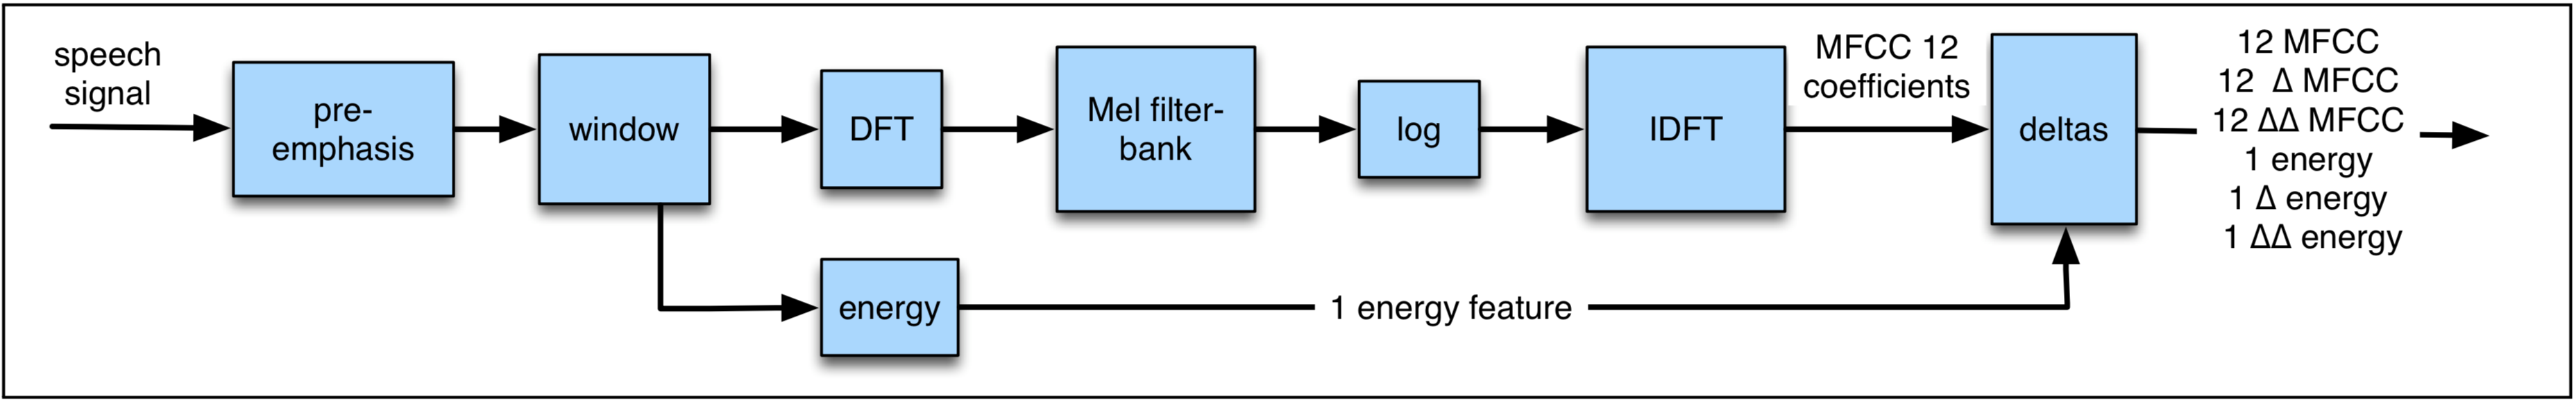 speech
signal
pre-
emphasis
window
DFT
Mel filter-
bank
log
IDFT
MFCC 12
coefficients
deltas
12 MFCC
12 Δ MFCC
12 ΔΔ MFCC
1 energy
1 Δ energy
1 ΔΔ energy
energy
1 energy feature